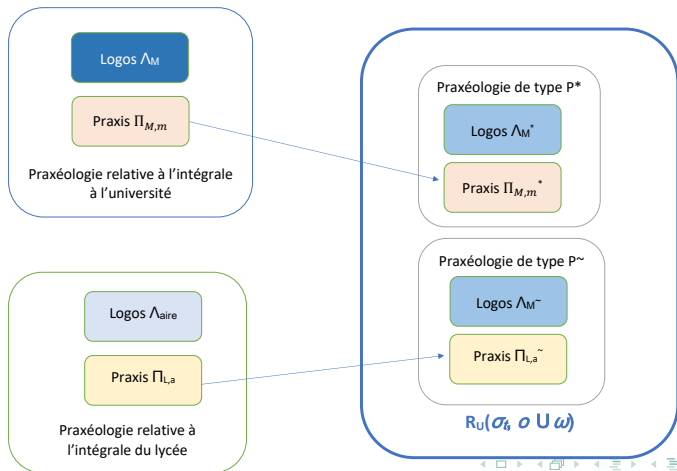 Logos Λ_M
Praxis Π_{M,m}
Praxéologie relative à l’intégrale
à l’université
Logos Λ_aire
Praxis Π_{L,a}
Praxéologie relative à
l’intégrale du lycée
Praxéologie de type P*
Logos Λ_M^*
Praxis Π_{M,m}^*
Praxéologie de type P~
Logos Λ_M^~
Praxis Π_{L,a}^~
R_U(σ_t, o ∪ ω)